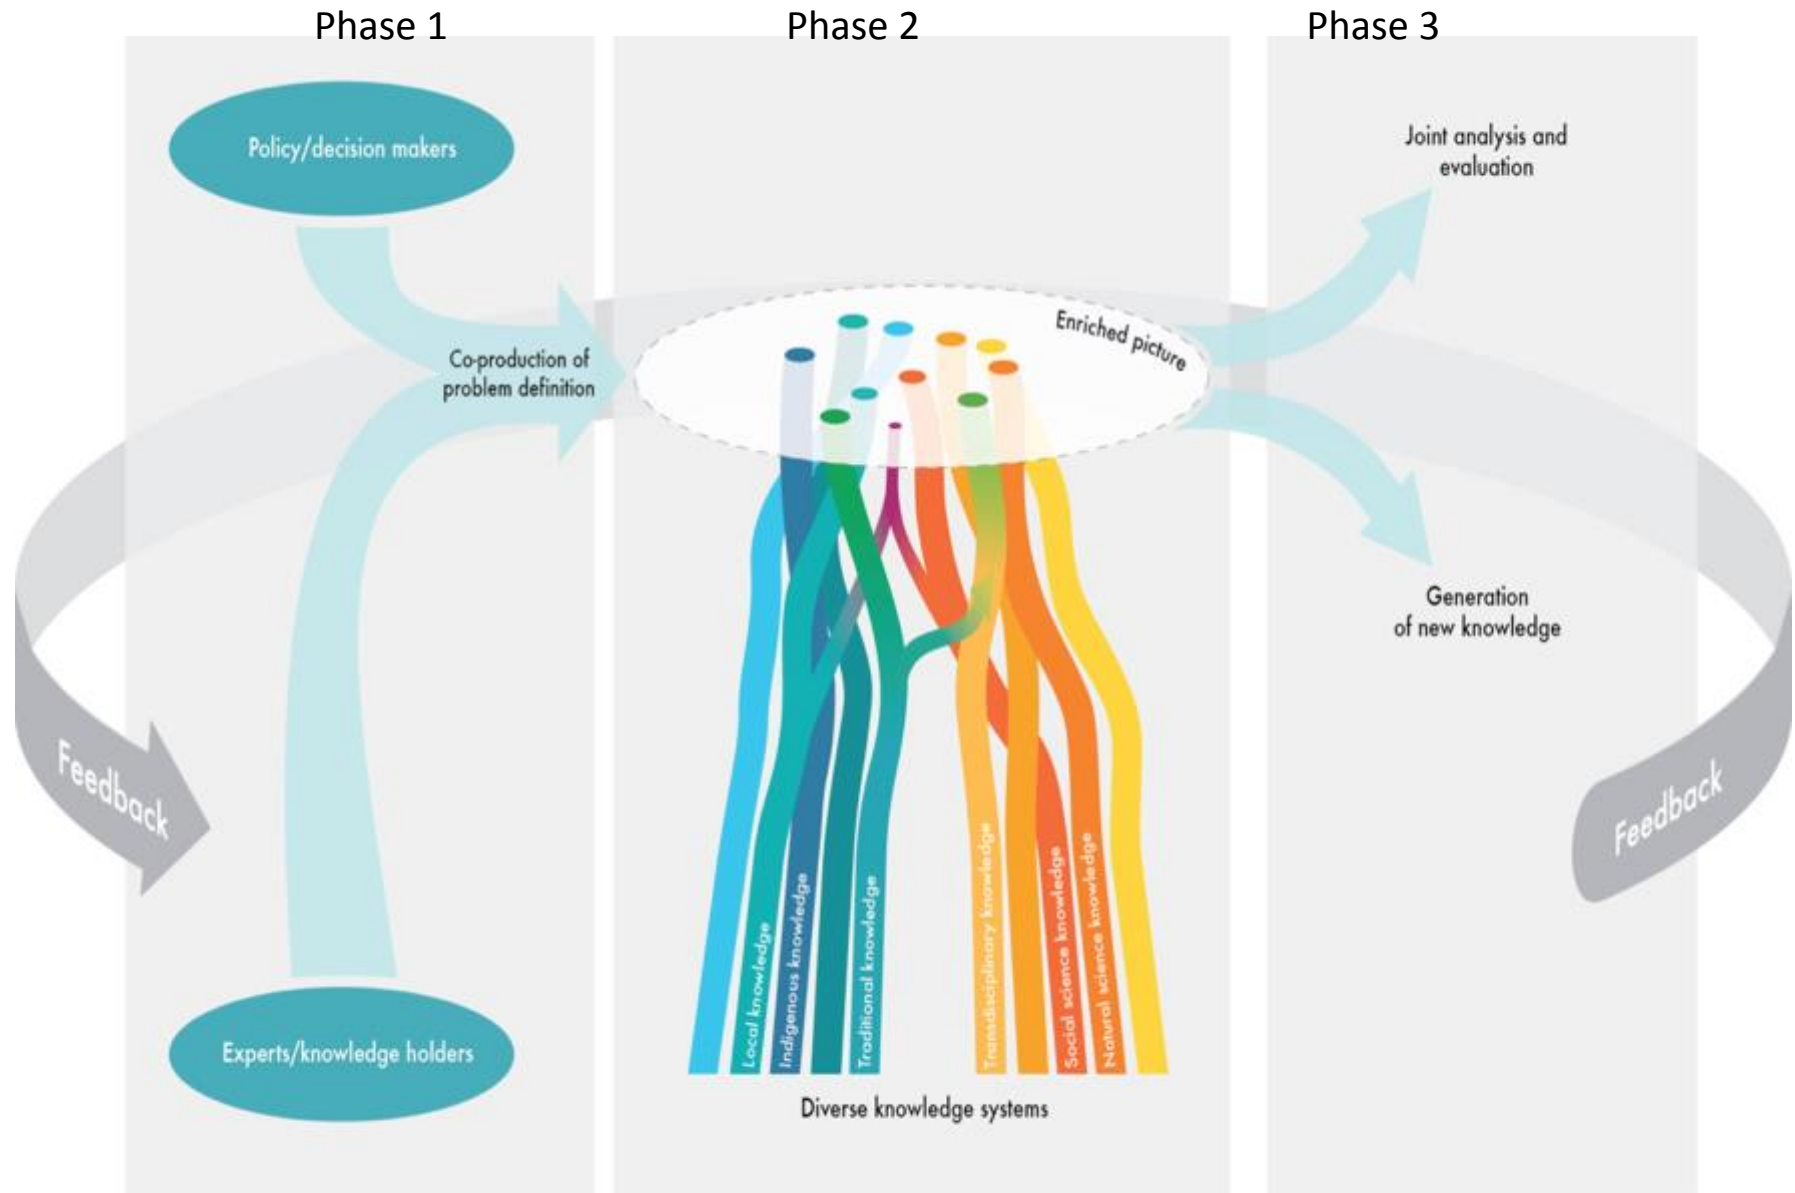 Phase 1
Phase 2
Phase 3
Policy/decision makers
Co-production of
problem definition
Experts/knowledge holders
Feedback
Enriched picture
Local knowledge
Indigenous knowledge
Traditional knowledge
Transdisciplinary knowledge
Social science knowledge
Natural science knowledge
Diverse knowledge systems
Joint analysis and
evaluation
Generation
of new knowledge
Feedback